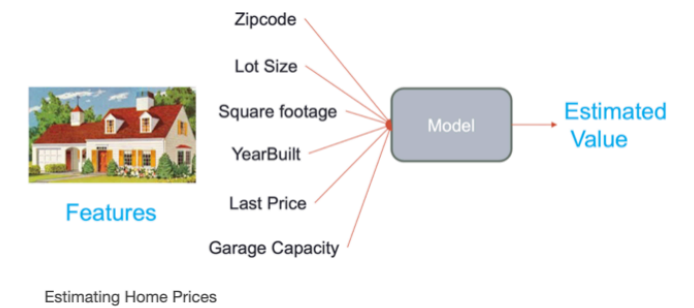 Zipcode
Lot Size
Square footage
YearBuilt
Last Price
Garage Capacity
Features
Model
Estimated
Value
Estimating Home Prices